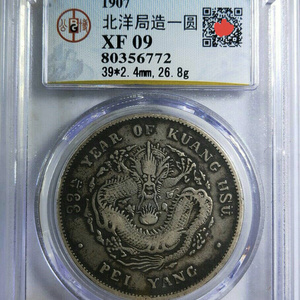 1907
北洋局造一圆
XF 09
80356772
39*2.4mm,26.8g
33rd YEAR OF KUANG HSU
PEI YANG